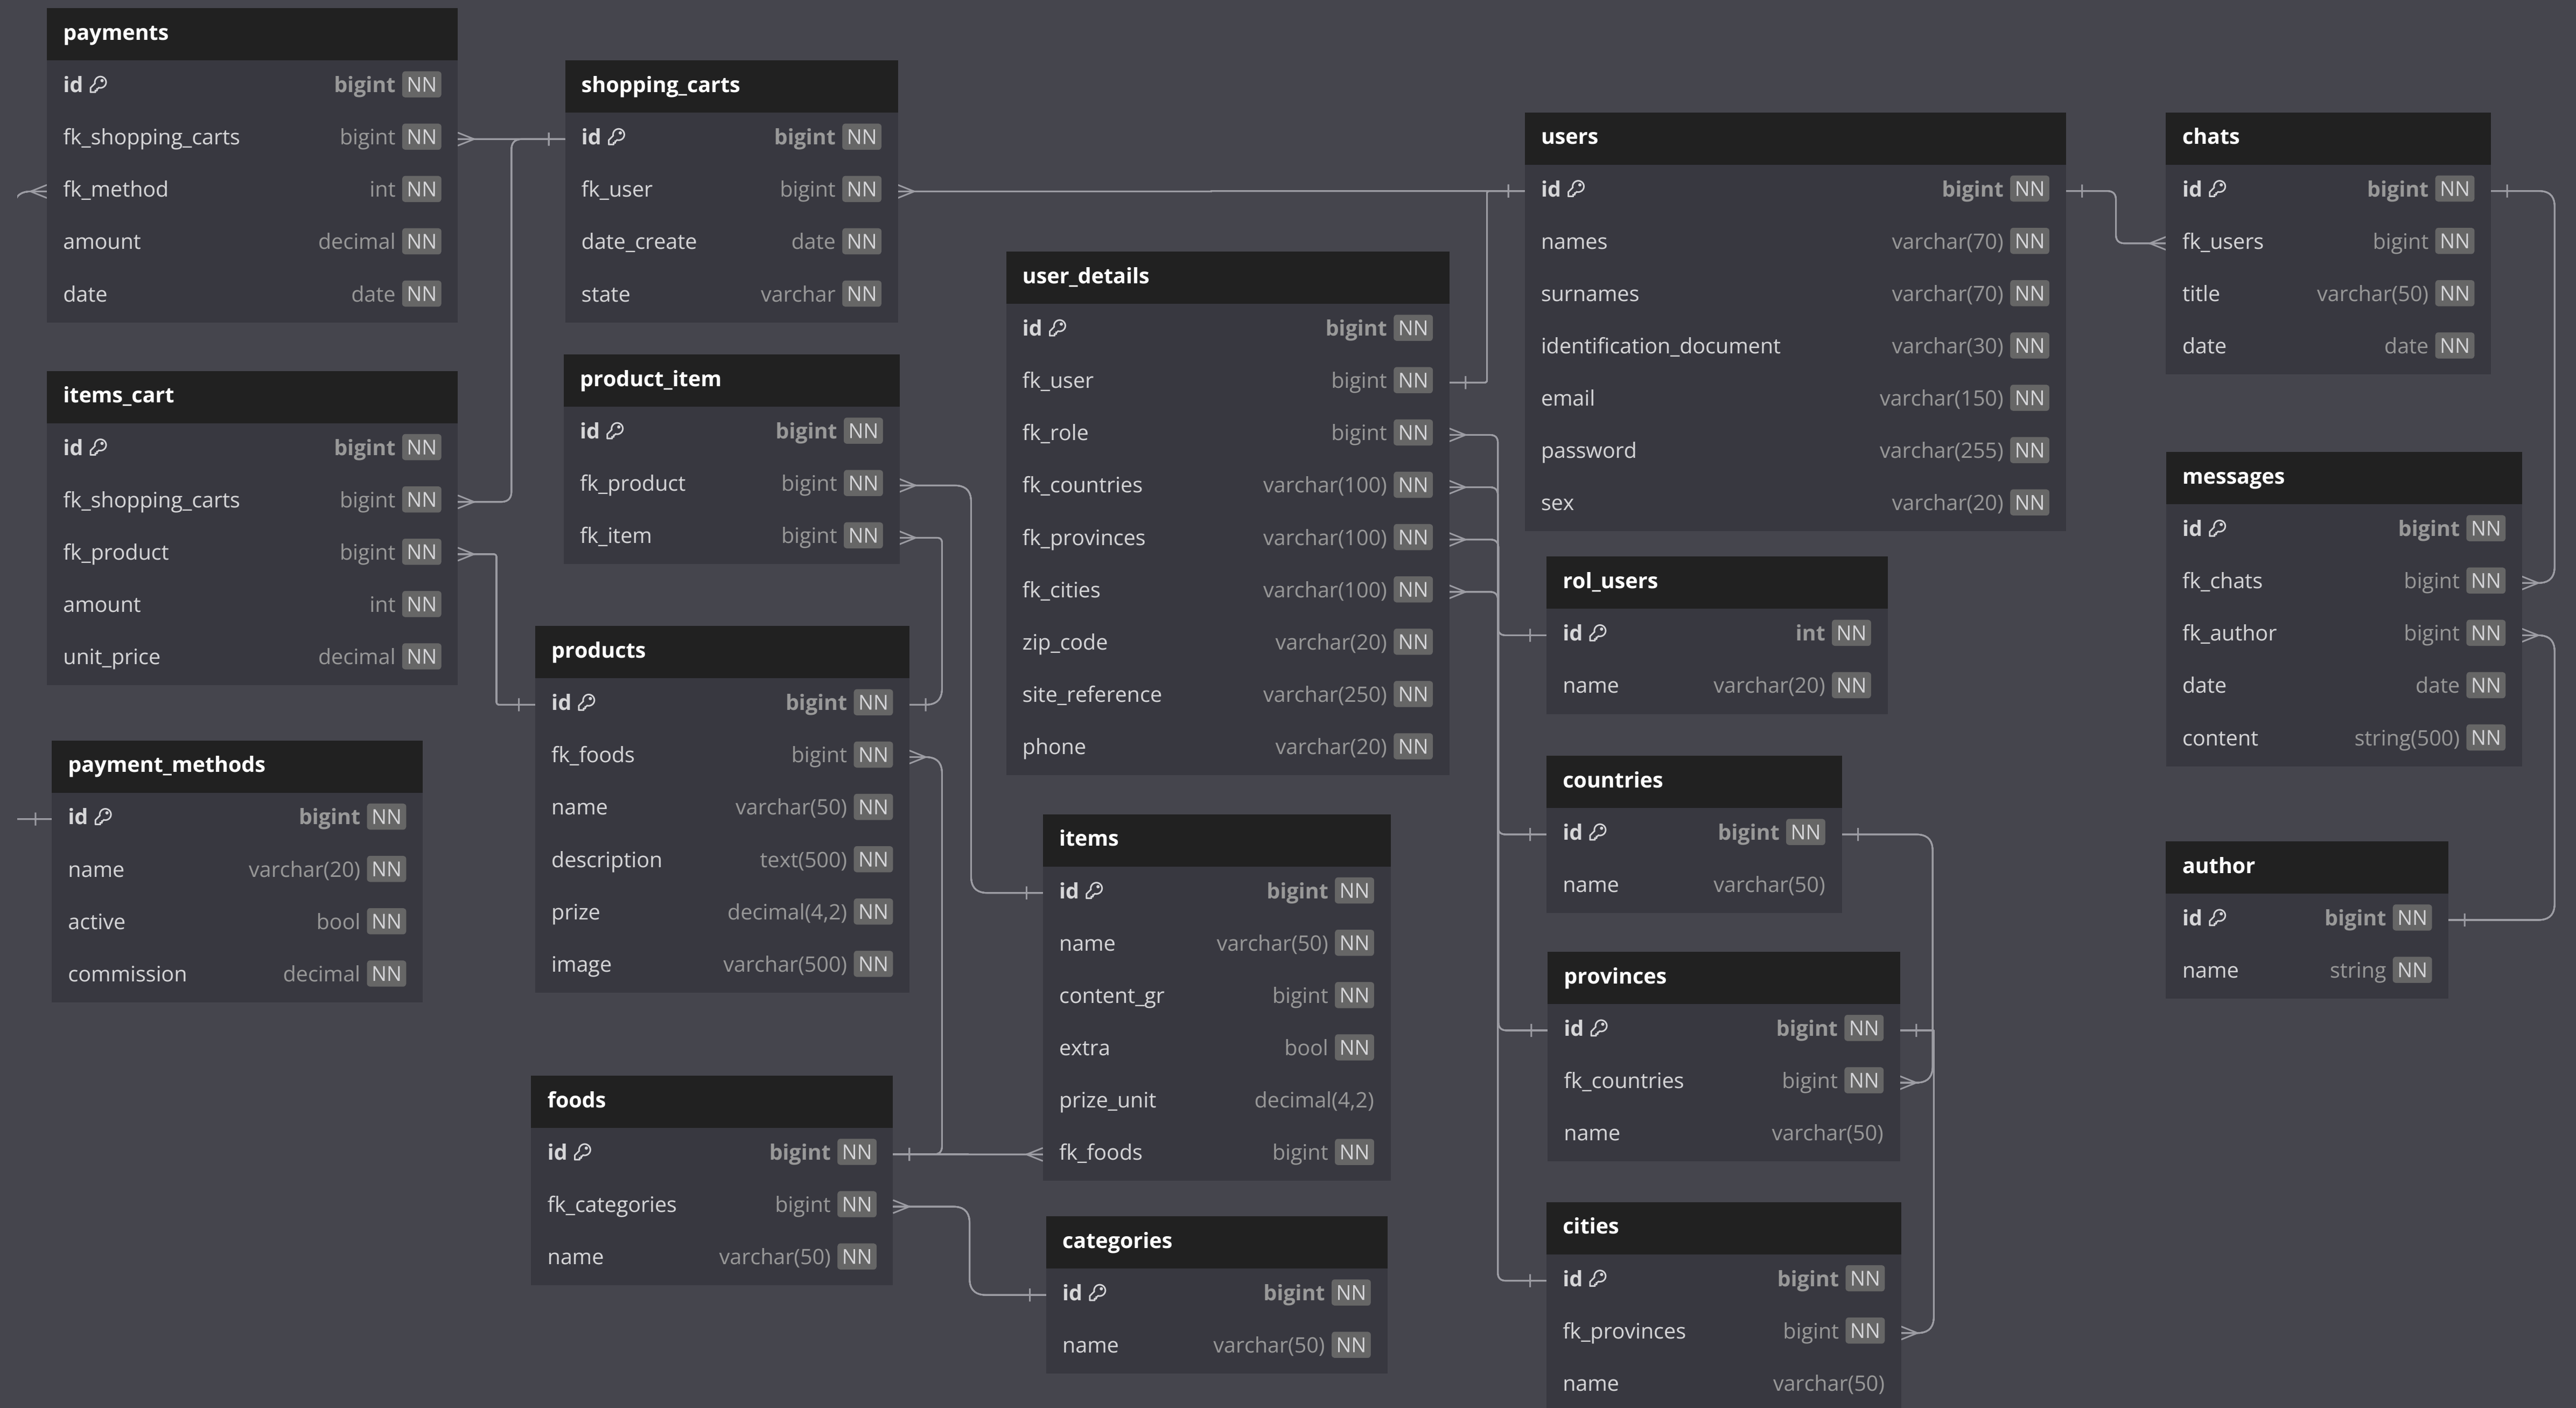 payments
id bigint NN
fk_shopping_carts bigint NN
fk_method int NN
amount decimal NN
date date NN
shopping_carts
id bigint NN
fk_user bigint NN
date_create date NN
state varchar NN
users
id bigint NN
names varchar(70) NN
surnames varchar(70) NN
identification_document varchar(30) NN
email varchar(150) NN
password varchar(255) NN
sex varchar(20) NN
chats
id bigint NN
fk_users bigint NN
title varchar(50) NN
date date NN
user_details
id bigint NN
fk_user bigint NN
fk_role bigint NN
fk_countries varchar(100) NN
fk_provinces varchar(100) NN
fk_cities varchar(100) NN
zip_code varchar(20) NN
site_reference varchar(250) NN
phone varchar(20) NN
product_item
id bigint NN
fk_product bigint NN
fk_item bigint NN
items_cart
id bigint NN
fk_shopping_carts bigint NN
fk_product bigint NN
amount int NN
unit_price decimal NN
messages
id bigint NN
fk_chats bigint NN
fk_author bigint NN
date date NN
content string(500) NN
rol_users
id int NN
name varchar(20) NN
products
id bigint NN
fk_foods bigint NN
name varchar(50) NN
description text(500) NN
prize decimal(4,2) NN
image varchar(500) NN
payment_methods
id bigint NN
name varchar(20) NN
active bool NN
commission decimal NN
countries
id bigint NN
name varchar(50)
items
id bigint NN
name varchar(50) NN
content_gr bigint NN
extra bool NN
prize_unit decimal(4,2)
fk_foods bigint NN
author
id bigint NN
name string NN
provinces
id bigint NN
fk_countries bigint NN
name varchar(50)
foods
id bigint NN
fk_categories bigint NN
name varchar(50) NN
categories
id bigint NN
name varchar(50) NN
cities
id bigint NN
fk_provinces bigint NN
name varchar(50)